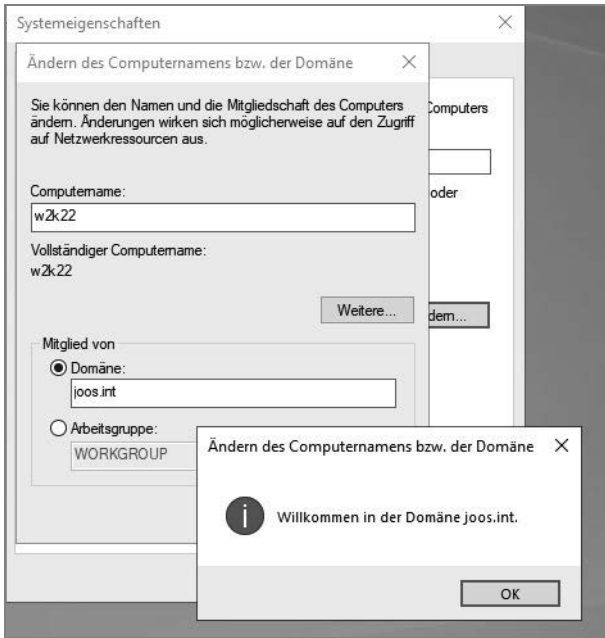 Systemeigenschaften
Ändern des Computernamens bzw. der Domäne
Sie können den Namen und die Mitgliedschaft des Computers
ändern. Änderungen wirken sich möglicherweise auf den Zugriff
auf Netzwerkressourcen aus.
Computers
oder
Computername:
w2k22
Vollständiger Computername:
w2k22
Weitere...
dern...
Mitglied von
Domäne:
joos.int
Arbeitsgruppe:
WORKGROUP
Ändern des Computernamens bzw. der Domäne
Willkommen in der Domäne joos.int.
OK